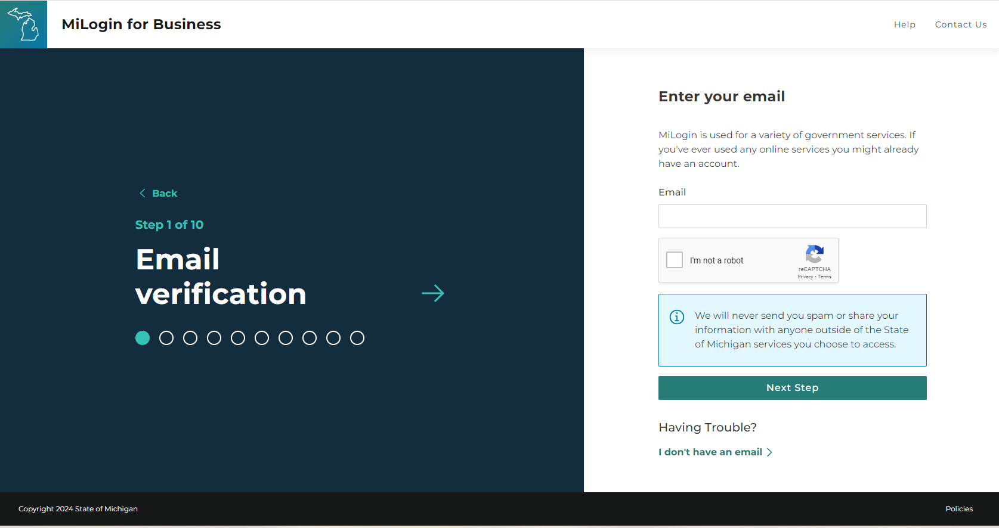 MiLogin for Business
Help
Contact Us
Back
Step 1 of 10
Email
verification
Enter your email
MiLogin is used for a variety of government services. If
you've ever used any online services you might already
have an account.
Email
I'm not a robot
reCAPTCHA
Privacy - Terms
We will never send you spam or share your
information with anyone outside of the State
of Michigan services you choose to access.
Next Step
Having Trouble?
I don't have an email
Copyright 2024 State of Michigan
Policies